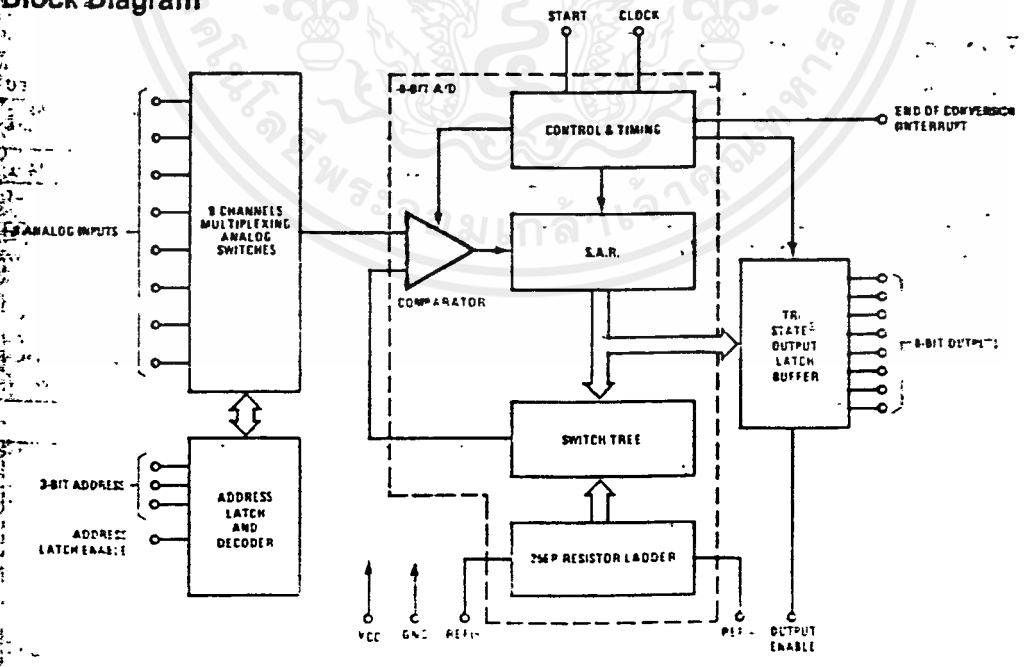 Block Diagram
START
CLOCK
8-BIT A/D
CONTROL & TIMING
END OF CONVERSION
(INTERRUPT
8 CHANNELS
MULTIPLEXING
ANALOG
SWITCHES
8 ANALOG INPUTS
S.A.R.
COMPARATOR
TRI
STATE
OUTPUT
LATCH
BUFFER
8-BIT OUTPUTS
SWITCH TREE
3-BIT ADDRESS
ADDRESS
LATCH
AND
DECODER
ADDRESS
LATCH ENABLE
256R RESISTOR LADDER
VCC
GND
OUTPUT
ENABLE